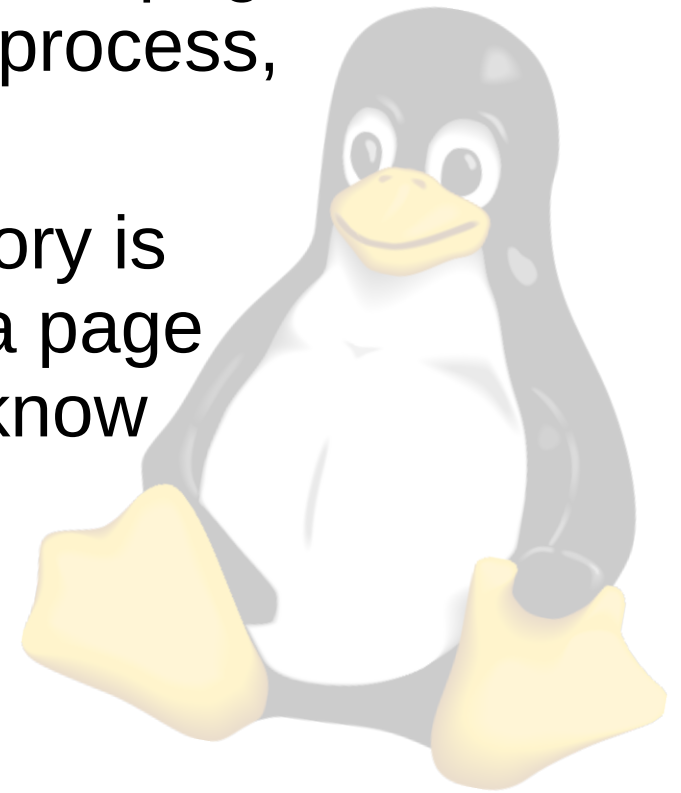 process,
ory is
a page
know